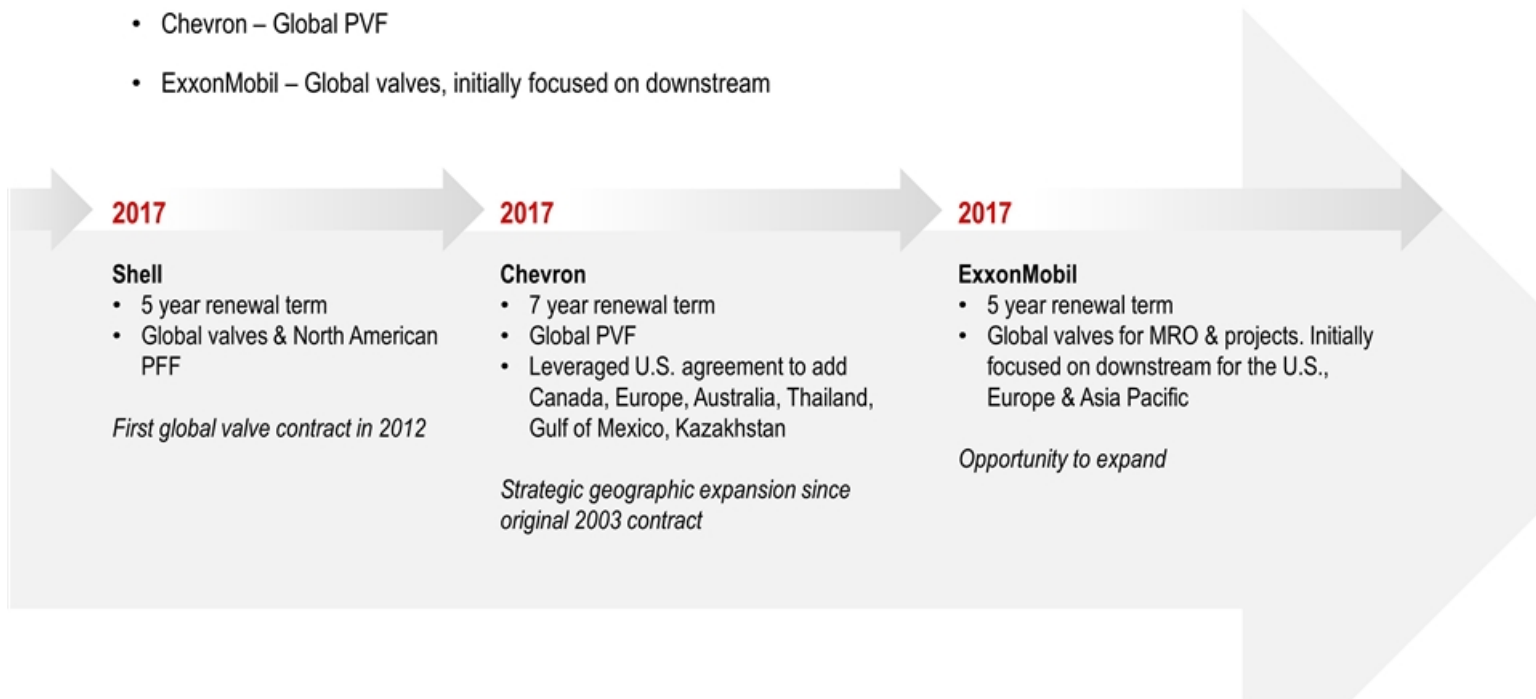 • Chevron – Global PVF
• ExxonMobil – Global valves, initially focused on downstream
2017
Shell
• 5 year renewal term
• Global valves & North American
PFF
First global valve contract in 2012
2017
Chevron
• 7 year renewal term
• Global PVF
• Leveraged U.S. agreement to add
Canada, Europe, Australia, Thailand,
Gulf of Mexico, Kazakhstan
Strategic geographic expansion since
original 2003 contract
2017
ExxonMobil
• 5 year renewal term
• Global valves for MRO & projects. Initially
focused on downstream for the U.S.,
Europe & Asia Pacific
Opportunity to expand